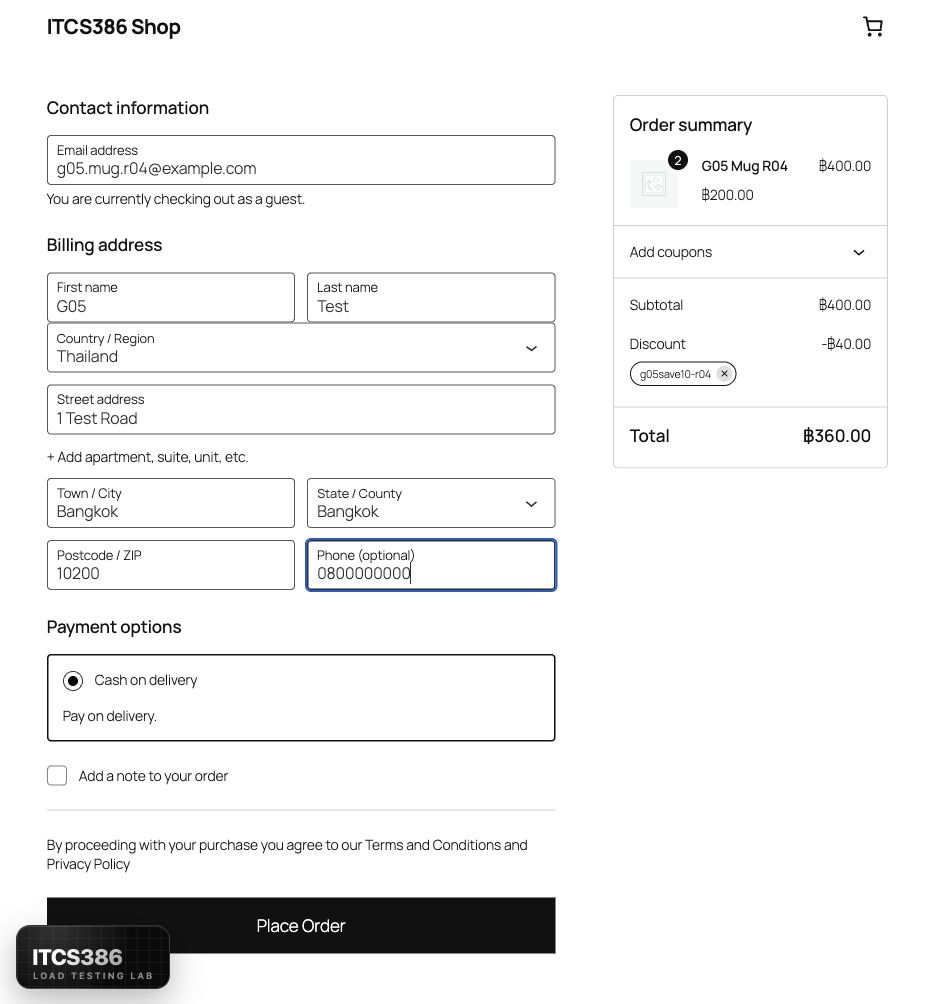 ITCS386 Shop
Contact information
Email address
g05.mug.r04@example.com
You are currently checking out as a guest.
Billing address
First name
G05
Last name
Test
Country / Region
Thailand
Street address
1 Test Road
+ Add apartment, suite, unit, etc.
Town / City
Bangkok
State / County
Bangkok
Postcode / ZIP
10200
Phone (optional)
0800000000
Payment options
Cash on delivery
Pay on delivery.
Add a note to your order
By proceeding with your purchase you agree to our Terms and Conditions and
Privacy Policy
Place Order
ITCS386
LOAD TESTING LAB
Order summary
2
G05 Mug R04
฿400.00
฿200.00
Add coupons
Subtotal
฿400.00
Discount
-฿40.00
g05save10-r04
Total
฿360.00